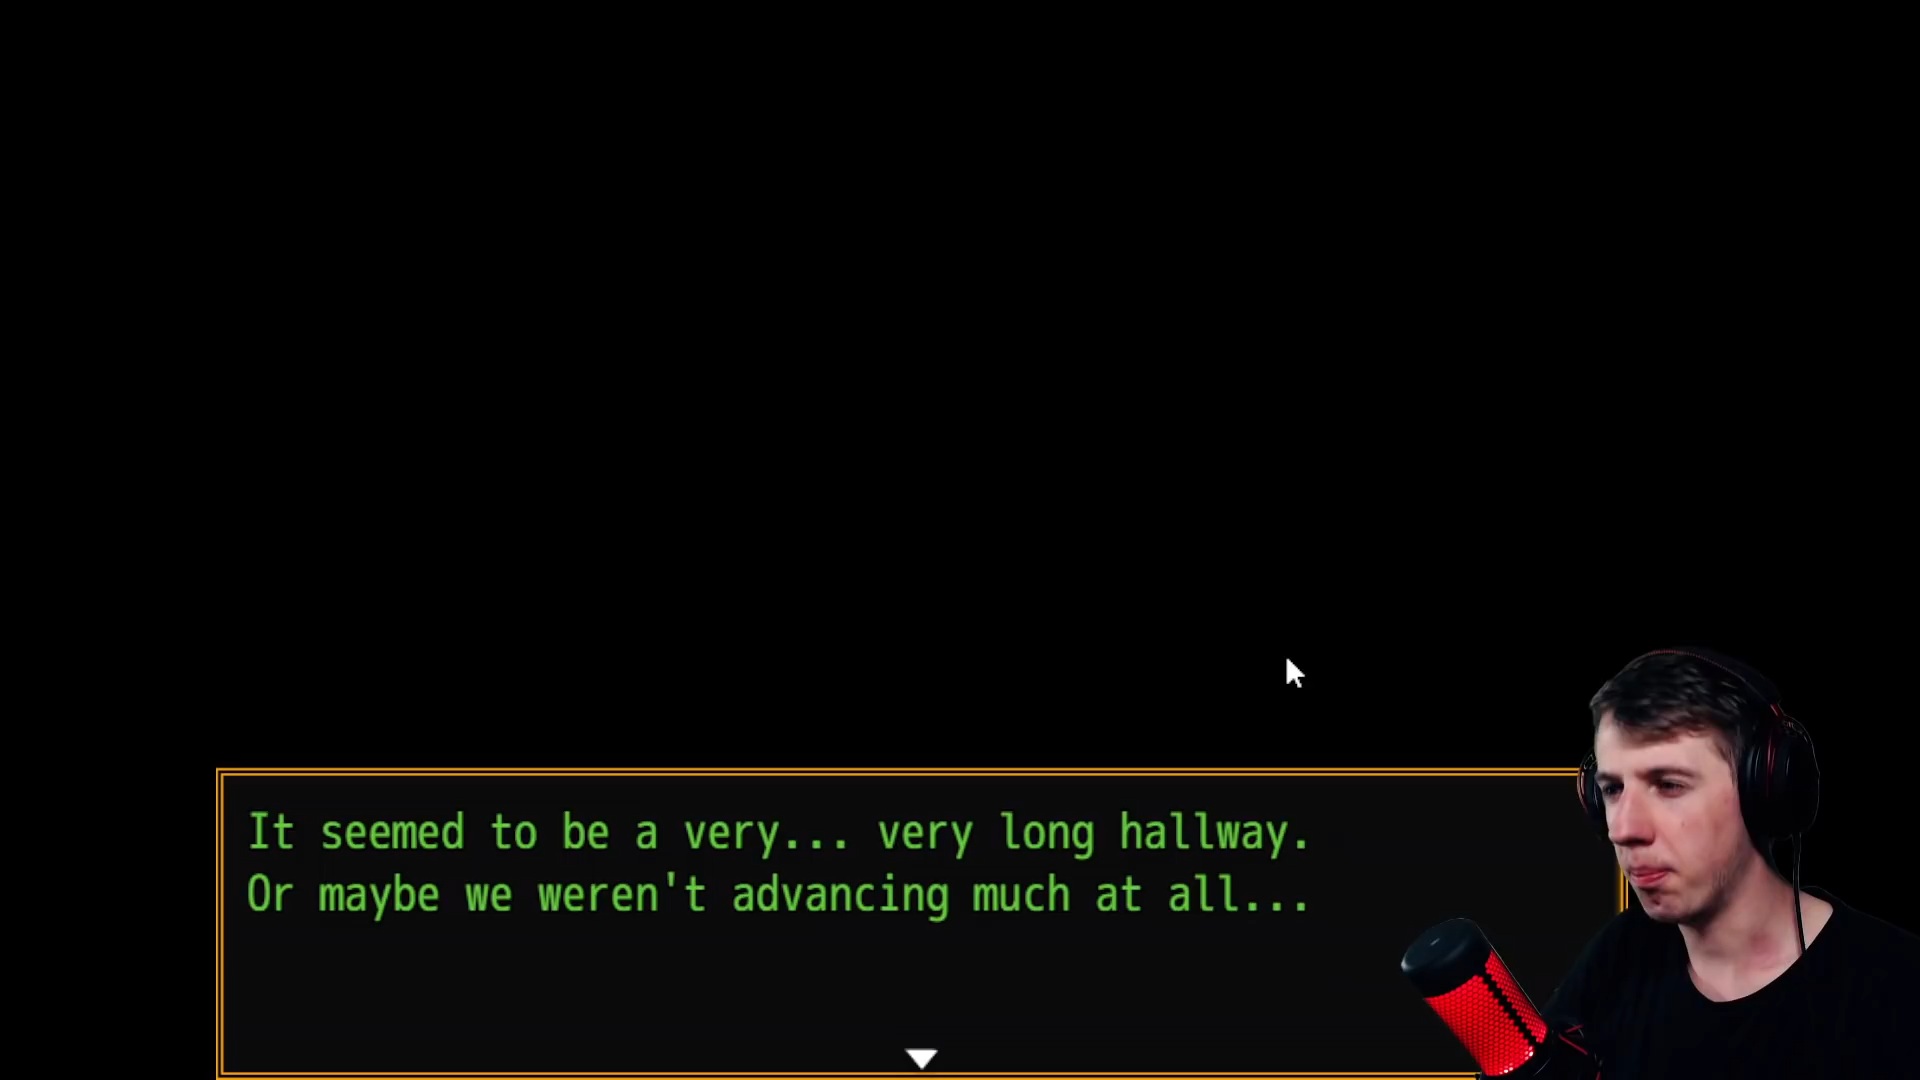 It seemed to be a very... very long hallway.
Or maybe we weren't advancing much at all...